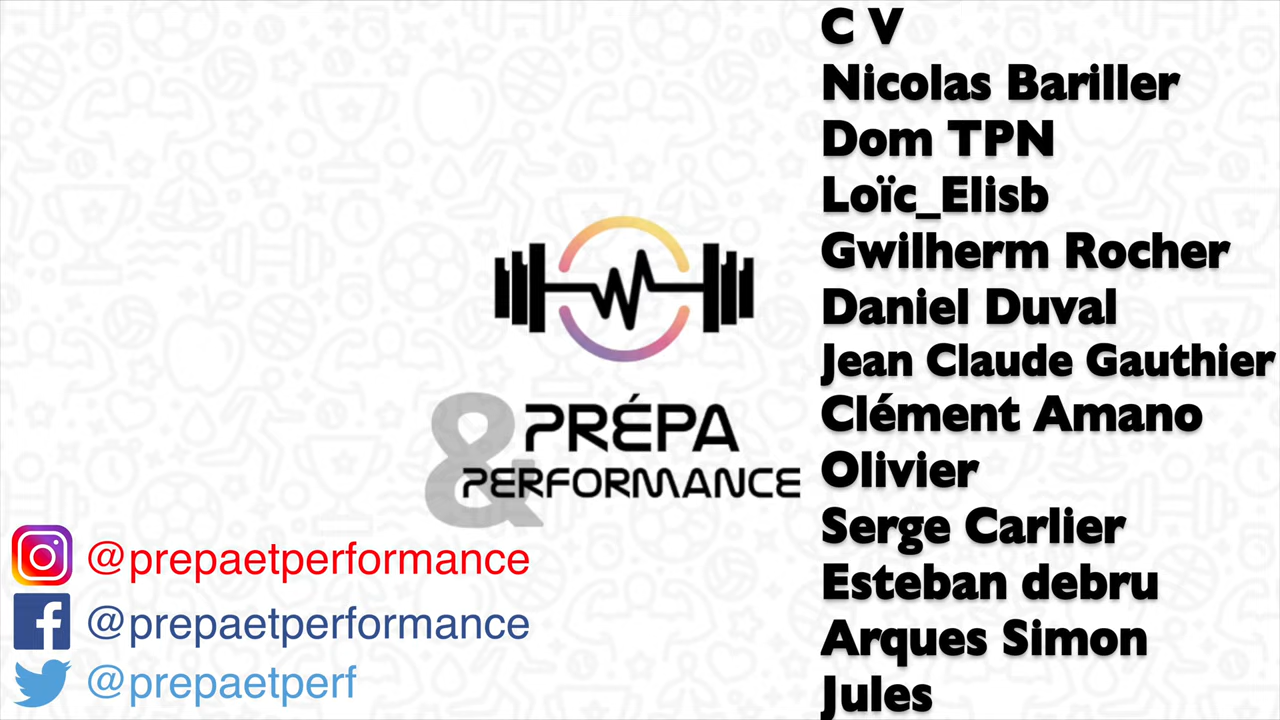 C V
Nicolas Bariller
Dom TPN
Loïc_Elisb
Gwilherm Rocher
Daniel Duval
Jean Claude Gauthier
Clément Amano
Olivier
Serge Carlier
Esteban debru
Arques Simon
Jules
& PRÉPA
PERFORMANCE
@prepaetperformance
@prepaetperformance
@prepaetperf